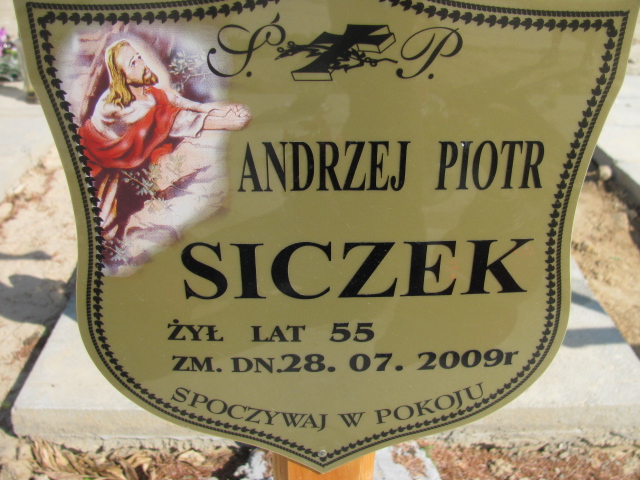 Ś. P.
ANDRZEJ PIOTR
SICZEK
ŻYŁ LAT 55
ZM. DN.28. 07. 2009r
SPOCZYWAJ W POKOJU